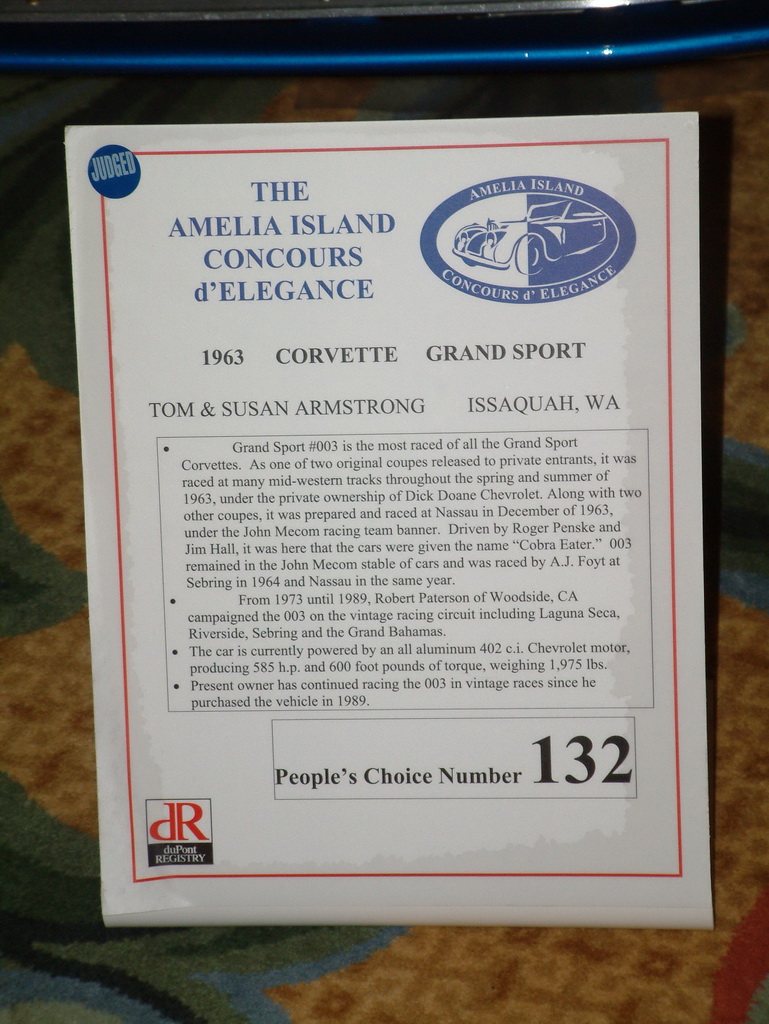 JUDGED
THE
AMELIA ISLAND
CONCOURS
d'ELEGANCE
AMELIA ISLAND
CONCOURS d' ELEGANCE
1963 CORVETTE GRAND SPORT
TOM & SUSAN ARMSTRONG ISSAQUAH, WA
• Grand Sport #003 is the most raced of all the Grand Sport
Corvettes. As one of two original coupes released to private entrants, it was
raced at many mid-western tracks throughout the spring and summer of
1963, under the private ownership of Dick Doane Chevrolet. Along with two
other coupes, it was prepared and raced at Nassau in December of 1963,
under the John Mecom racing team banner. Driven by Roger Penske and
Jim Hall, it was here that the cars were given the name "Cobra Eater." 003
remained in the John Mecom stable of cars and was raced by A.J. Foyt at
Sebring in 1964 and Nassau in the same year.
• From 1973 until 1989, Robert Paterson of Woodside, CA
campaigned the 003 on the vintage racing circuit including Laguna Seca,
Riverside, Sebring and the Grand Bahamas.
• The car is currently powered by an all aluminum 402 c.i. Chevrolet motor,
producing 585 h.p. and 600 foot pounds of torque, weighing 1,975 lbs.
• Present owner has continued racing the 003 in vintage races since he
purchased the vehicle in 1989.
People's Choice Number 132
dR
duPont
REGISTRY